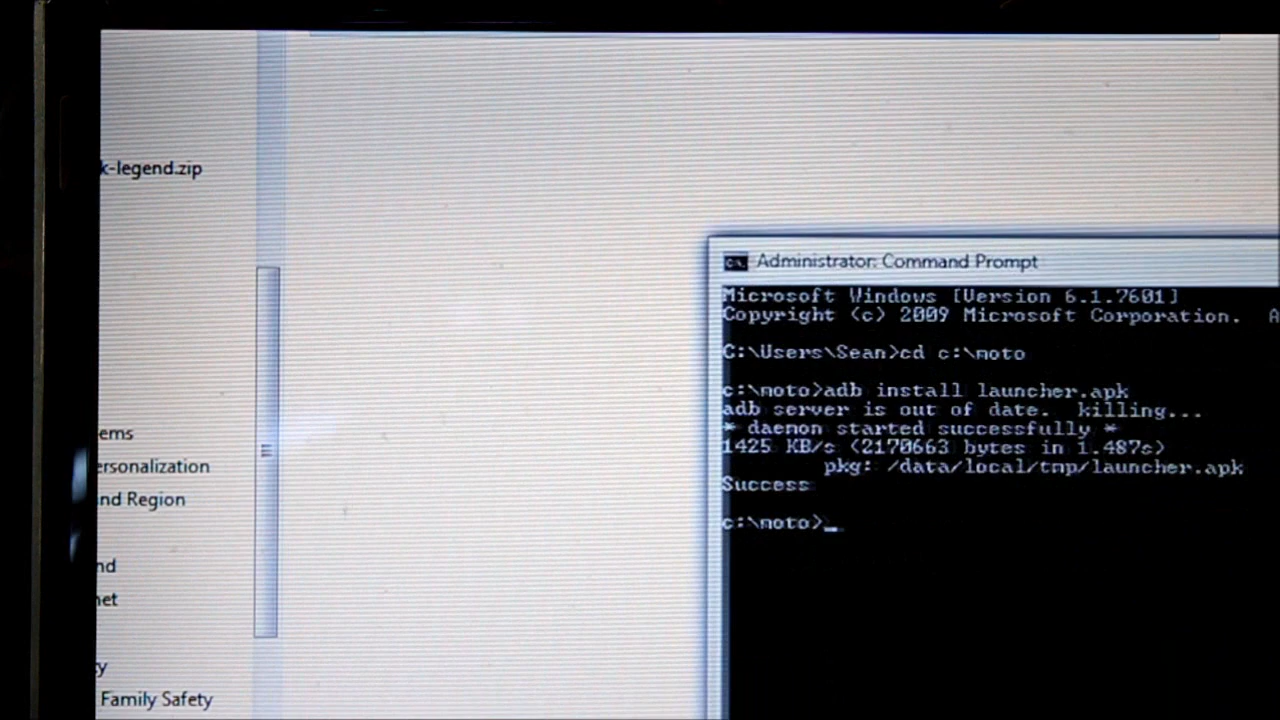 k-legend.zip
ems
ersonalization
nd Region
nd
net
y
Family Safety
Administrator: Command Prompt
Microsoft Windows [Version 6.1.7601]
Copyright (c) 2009 Microsoft Corporation. A
C:\Users\Sean>cd c:\moto
c:\moto>adb install launcher.apk
adb server is out of date.  killing...
* daemon started successfully *
1425 KB/s (2170663 bytes in 1.487s)
pkg: /data/local/tmp/launcher.apk
Success
c:\moto>_